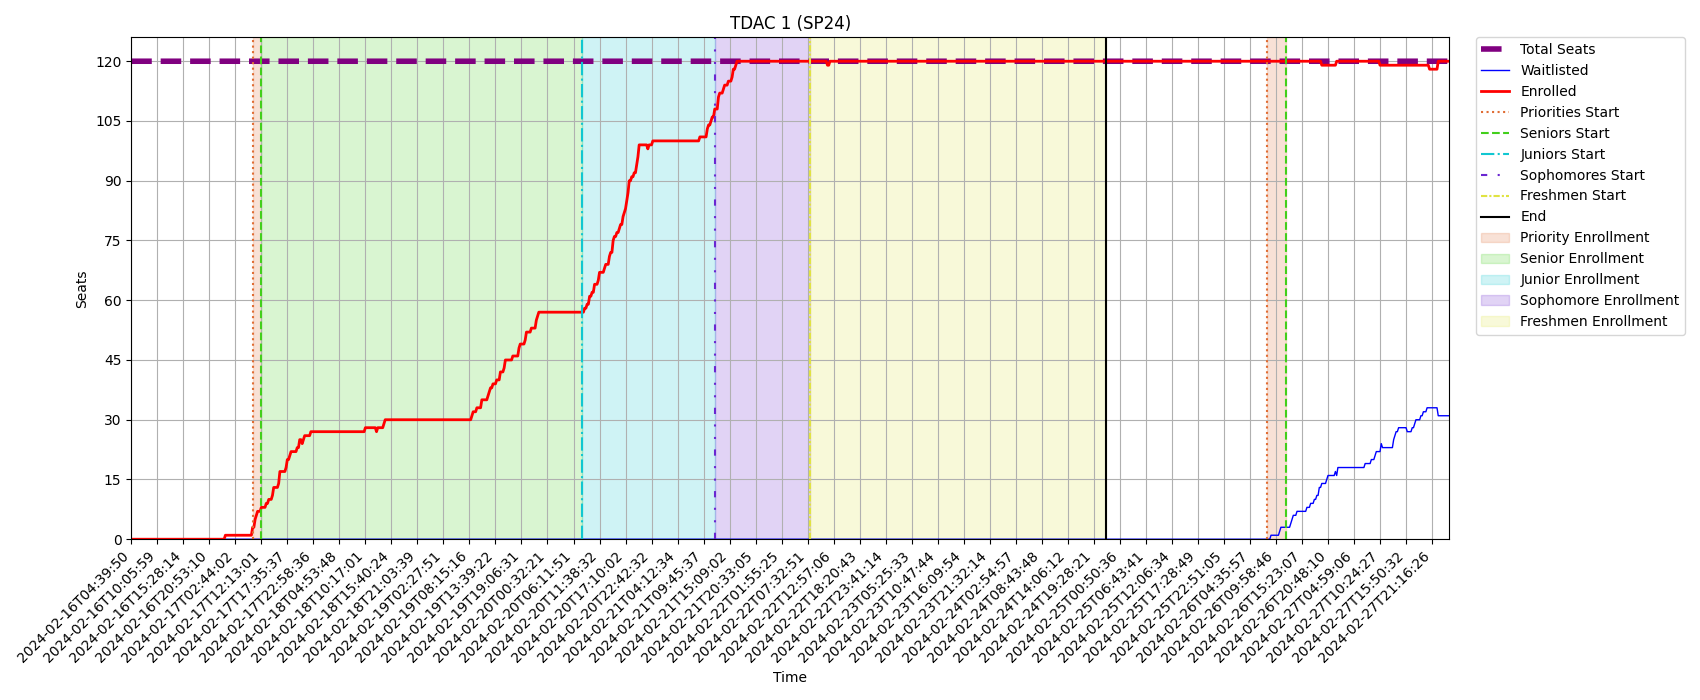 TDAC 1 (SP24)
Seats
120
105
90
75
60
45
30
15
0
2024-02-16T04:39:50
2024-02-16T10:05:59
2024-02-16T15:28:14
2024-02-16T20:53:10
2024-02-17T02:44:02
2024-02-17T12:13:01
2024-02-17T17:35:37
2024-02-17T22:58:36
2024-02-18T04:53:48
2024-02-18T10:17:01
2024-02-18T15:40:24
2024-02-18T21:03:39
2024-02-19T02:27:51
2024-02-19T08:15:16
2024-02-19T13:39:22
2024-02-19T19:06:31
2024-02-20T00:32:21
2024-02-20T06:11:51
2024-02-20T11:38:32
2024-02-20T17:10:02
2024-02-20T22:42:32
2024-02-21T04:12:34
2024-02-21T09:45:37
2024-02-21T15:09:02
2024-02-21T20:33:05
2024-02-22T01:55:25
2024-02-22T07:32:51
2024-02-22T12:57:06
2024-02-22T18:20:43
2024-02-22T23:41:14
2024-02-23T05:25:33
2024-02-23T10:47:44
2024-02-23T16:09:54
2024-02-23T21:32:14
2024-02-24T02:54:57
2024-02-24T08:43:48
2024-02-24T14:06:12
2024-02-24T19:28:21
2024-02-25T00:50:36
2024-02-25T06:43:41
2024-02-25T12:06:34
2024-02-25T17:28:49
2024-02-25T22:51:05
2024-02-26T04:35:57
2024-02-26T09:58:46
2024-02-26T15:23:07
2024-02-26T20:48:10
2024-02-27T04:59:06
2024-02-27T10:24:27
2024-02-27T15:50:32
2024-02-27T21:16:26
Time
Total Seats
Waitlisted
Enrolled
Priorities Start
Seniors Start
Juniors Start
Sophomores Start
Freshmen Start
End
Priority Enrollment
Senior Enrollment
Junior Enrollment
Sophomore Enrollment
Freshmen Enrollment